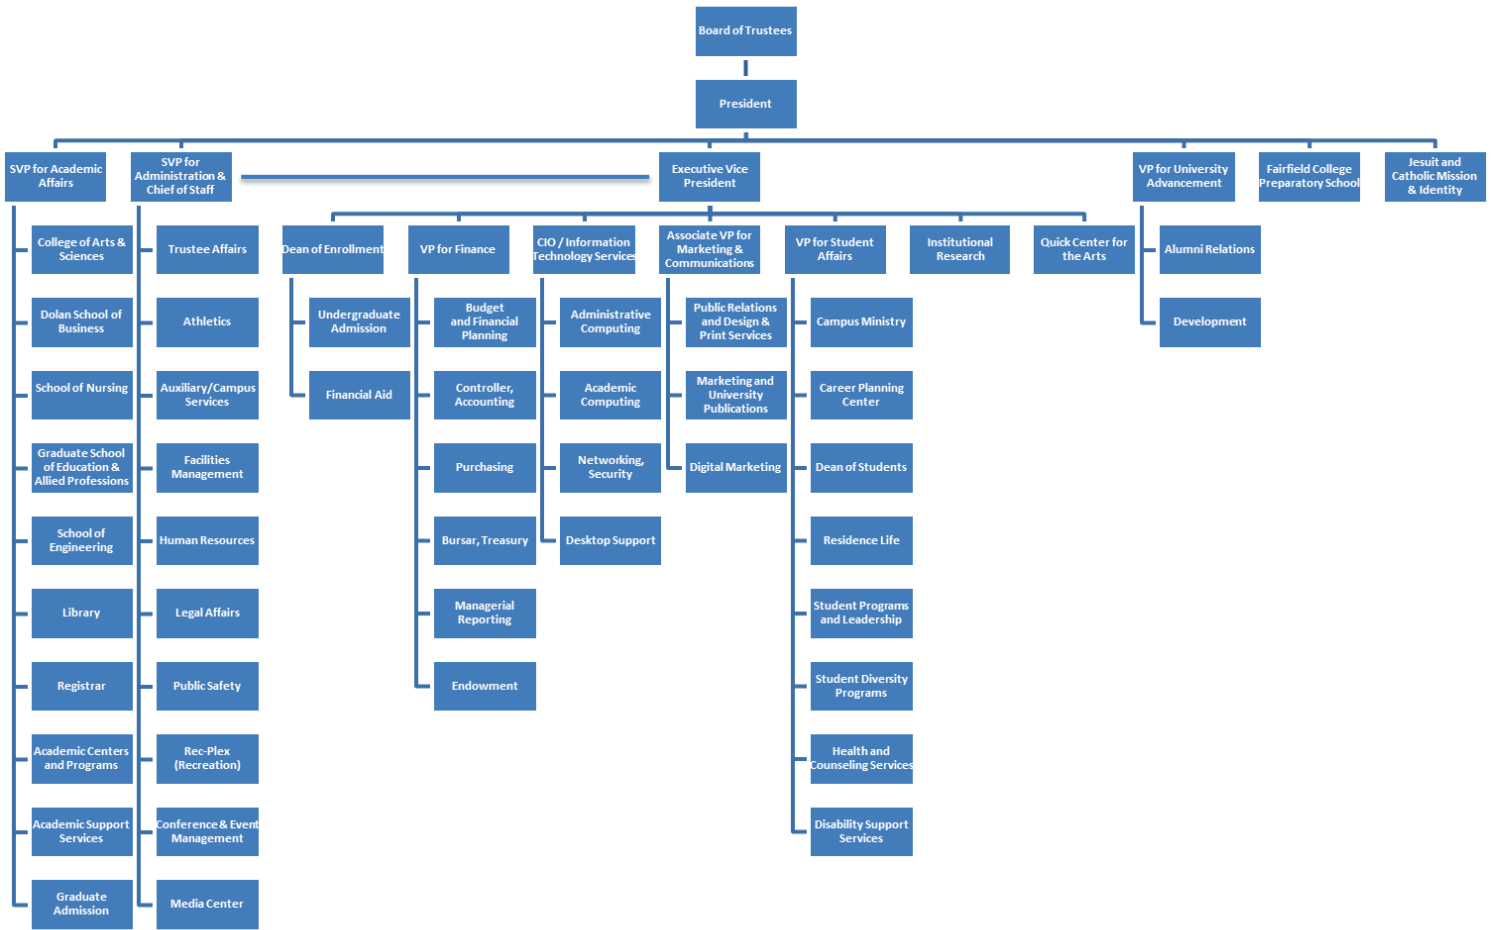 Board of Trustees
President
SVP for Academic
Affairs
SVP for
Administration &
Chief of Staff
Executive Vice
President
VP for University
Advancement
Fairfield College
Preparatory School
Jesuit and
Catholic Mission
& Identity
College of Arts &
Sciences
Dolan School of
Business
School of Nursing
Graduate School
of Education &
Allied Professions
School of
Engineering
Library
Registrar
Academic Centers
and Programs
Academic Support
Services
Graduate
Admission
Trustee Affairs
Athletics
Auxiliary/Campus
Services
Facilities
Management
Human Resources
Legal Affairs
Public Safety
Rec-Plex
(Recreation)
Conference & Event
Management
Media Center
Dean of Enrollment
Undergraduate
Admission
Financial Aid
VP for Finance
Budget
and Financial
Planning
Controller,
Accounting
Purchasing
Bursar, Treasury
Managerial
Reporting
Endowment
CIO / Information
Technology Services
Administrative
Computing
Academic
Computing
Networking,
Security
Desktop Support
Associate VP for
Marketing &
Communications
Public Relations
and Design &
Print Services
Marketing and
University
Publications
Digital Marketing
VP for Student
Affairs
Campus Ministry
Career Planning
Center
Dean of Students
Residence Life
Student Programs
and Leadership
Student Diversity
Programs
Health and
Counseling Services
Disability Support
Services
Institutional
Research
Quick Center for
the Arts
Alumni Relations
Development